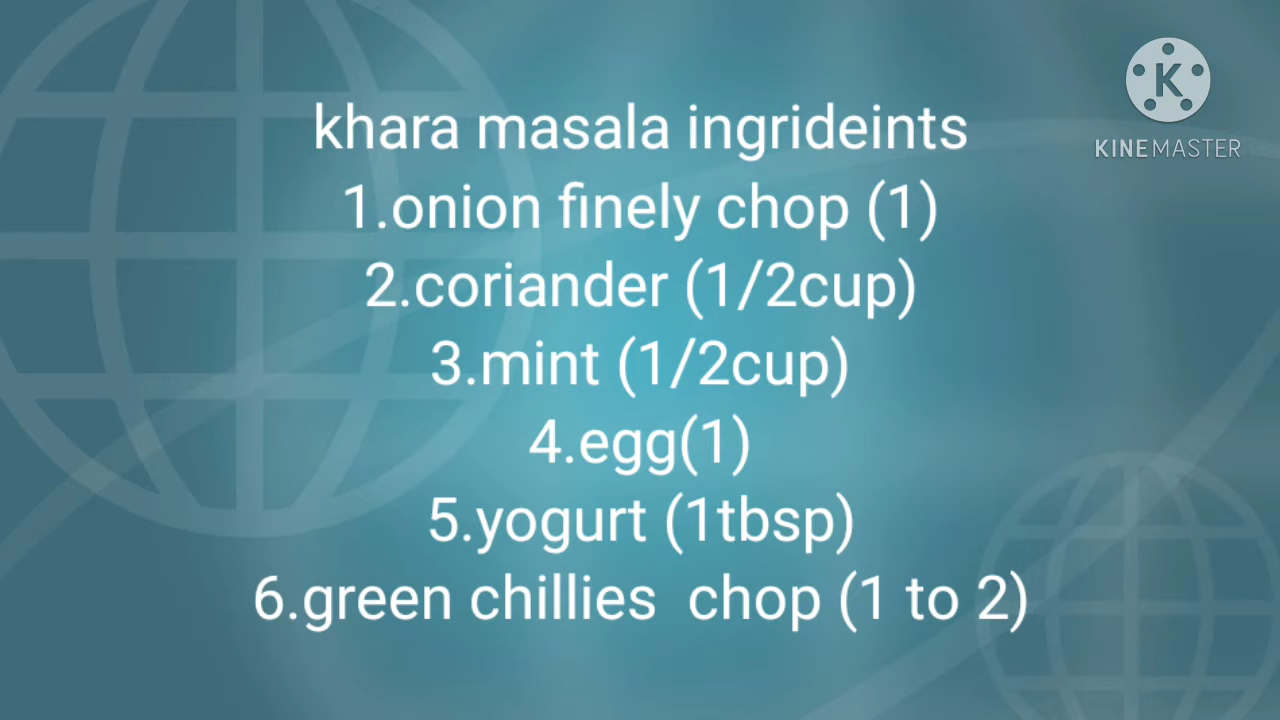 khara masala ingrideints
1.onion finely chop (1)
2.coriander (1/2cup)
3.mint (1/2cup)
4.egg(1)
5.yogurt (1tbsp)
6.green chillies  chop (1 to 2)
K
KINEMASTER